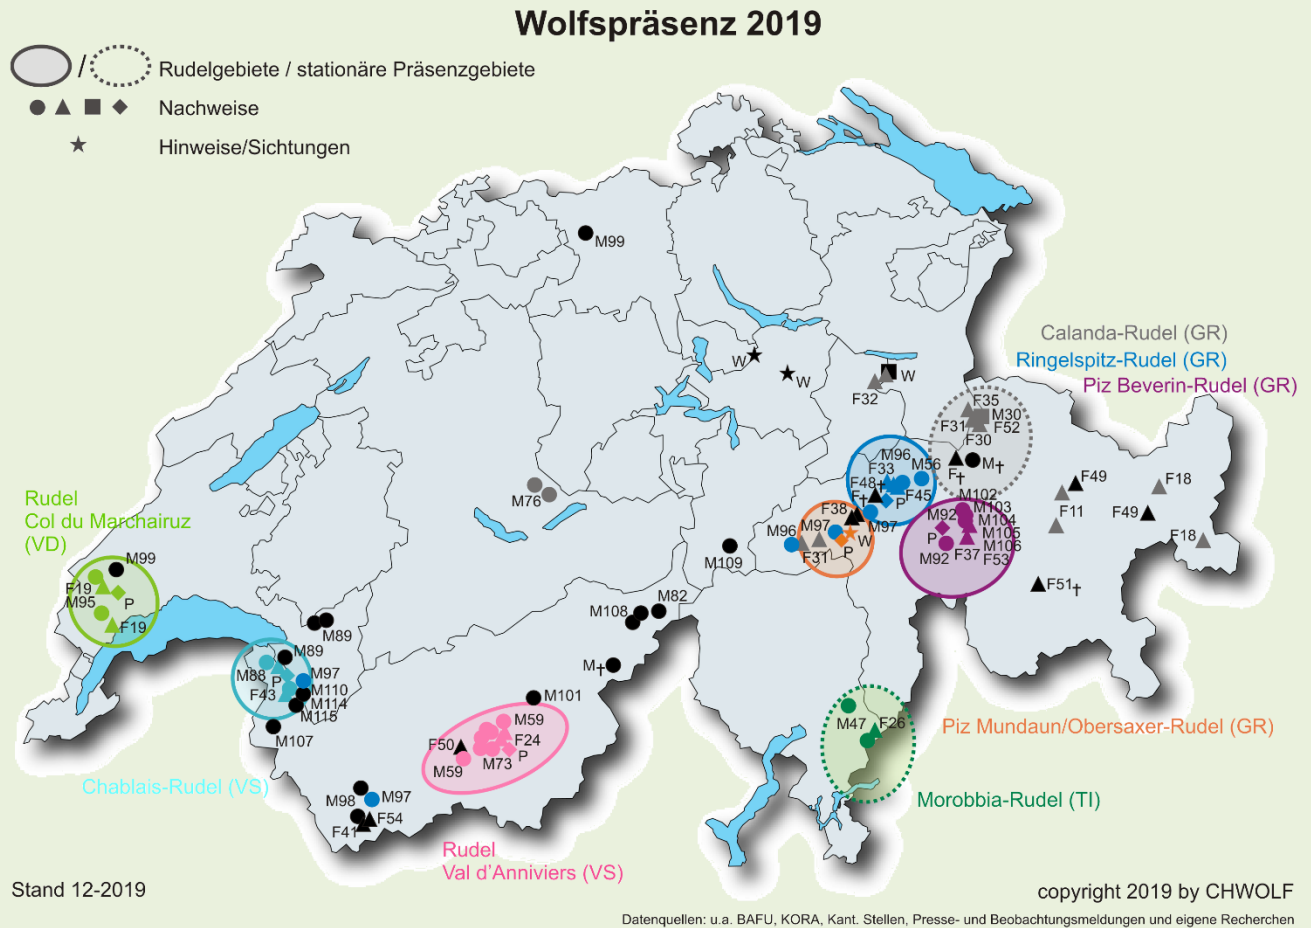 Wolfspräsenz 2019
/ Rudelgebiete / stationäre Präsenzgebiete
Nachweise
Hinweise/Sichtungen
M99
Calanda-Rudel (GR)
Ringelspitz-Rudel (GR)
Piz Beverin-Rudel (GR)
W
W
W
F32
F35
M30
F31
F52
F30
M96
F33
M56
F48†
F†
P
F45
F†
M†
F49
F18
F11
F49
F18
M76
Rudel
Col du Marchairuz
(VD)
M102
M103
M92
M104
M105
P
M106
M92
F37
F53
F38
M97
M96
M97
W
F31
P
M109
F51†
M99
F19
M95
P
F19
M82
M108
M89
M89
M88
M97
P
M110
F43
M114
M115
M107
M†
M101
M59
F50
F24
M73
P
M59
M47
F26
Piz Mundaun/Obersaxer-Rudel (GR)
Chablais-Rudel (VS)
M98
M97
F54
F41
Morobbia-Rudel (TI)
Rudel
Val d'Anniviers (VS)
Stand 12-2019
copyright 2019 by CHWOLF
Datenquellen: u.a. BAFU, KORA, Kant. Stellen, Presse- und Beobachtungsmeldungen und eigene Recherchen